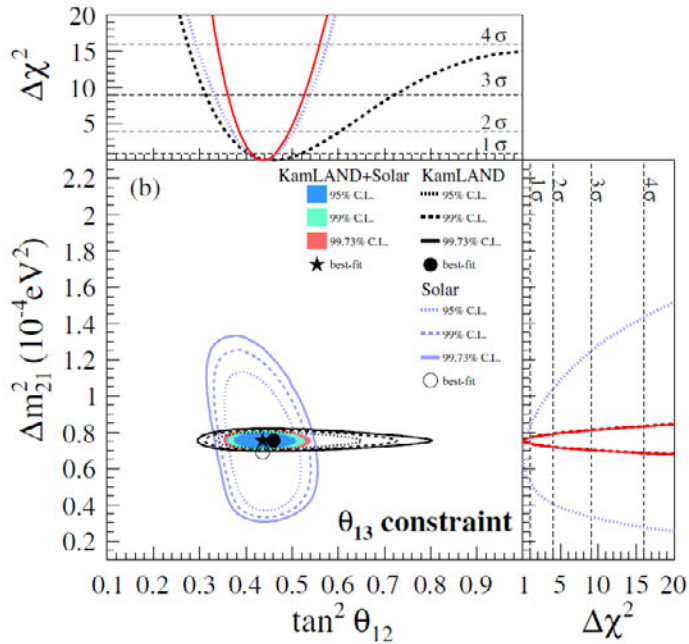 20
15
10
5
Δχ²
4σ
3σ
2σ
1σ
(b)
KamLAND+Solar
95% C.L.
99% C.L.
99.73% C.L.
best-fit
KamLAND
95% C.L.
99% C.L.
99.73% C.L.
best-fit
Solar
95% C.L.
99% C.L.
99.73% C.L.
best-fit
1σ
2σ
3σ
4σ
2.2
2
1.8
1.6
1.4
1.2
1
0.8
0.6
0.4
0.2
Δm²₂₁ (10⁻⁴eV²)
θ₁₃ constraint
0.1 0.2 0.3 0.4 0.5 0.6 0.7 0.8 0.9 1
5 10 15 20
tan² θ₁₂
Δχ²